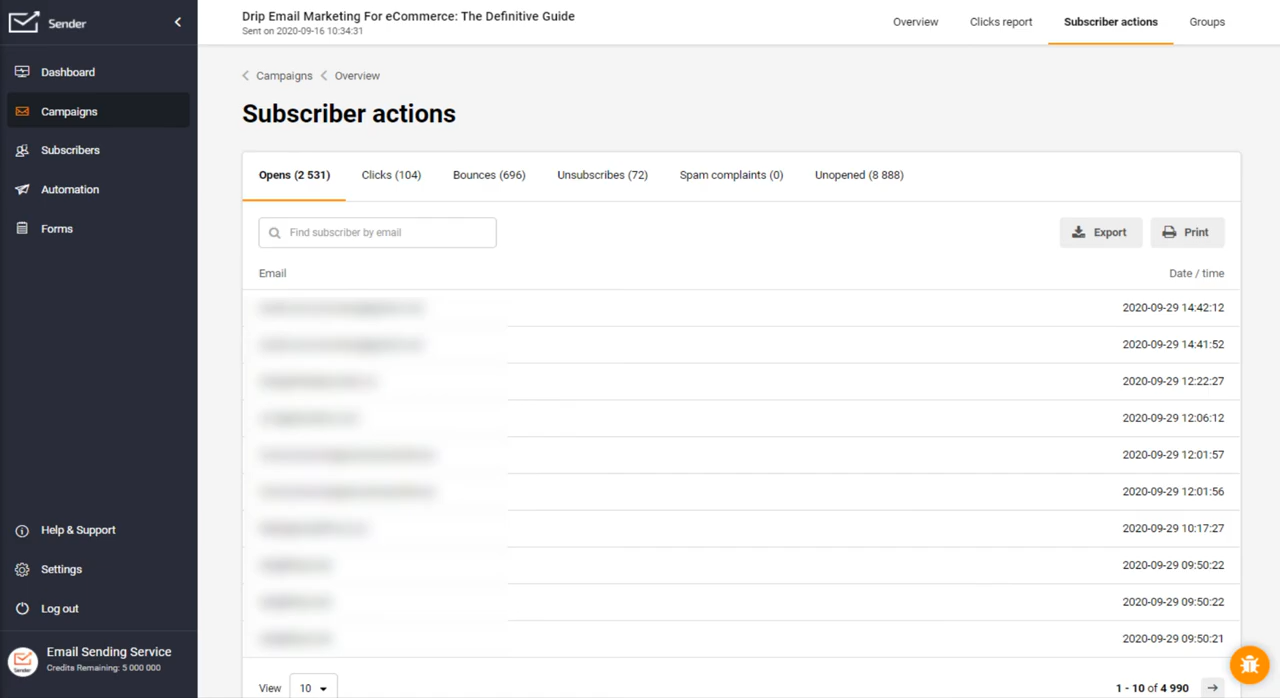 Sender
Dashboard
Campaigns
Subscribers
Automation
Forms
Help & Support
Settings
Log out
Sender
Email Sending Service
Credits Remaining: 5 000 000
Drip Email Marketing For eCommerce: The Definitive Guide
Sent on 2020-09-16 10:34:31
Overview Clicks report Subscriber actions Groups
Campaigns Overview
Subscriber actions
Opens (2 531) Clicks (104) Bounces (696) Unsubscribes (72) Spam complaints (0) Unopened (8 888)
Find subscriber by email Export Print
Email Date / time
2020-09-29 14:42:12
2020-09-29 14:41:52
2020-09-29 12:22:27
2020-09-29 12:06:12
2020-09-29 12:01:57
2020-09-29 12:01:56
2020-09-29 10:17:27
2020-09-29 09:50:22
2020-09-29 09:50:22
2020-09-29 09:50:21
View 10 1 - 10 of 4 990